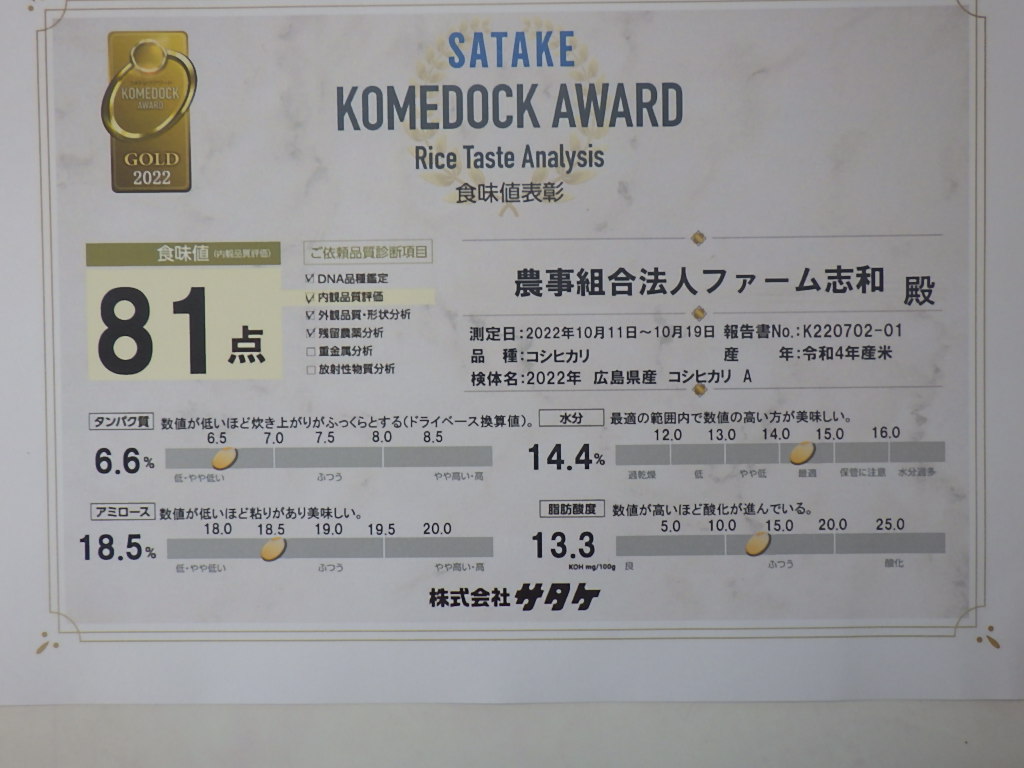 SATAKE
KOMEDOCK AWARD
Rice Taste Analysis
食味値表彰
KOMEDOCK
AWARD
GOLD
2022
食味値 (内観品質評価)
81点
ご依頼品質診断項目
☑ DNA品種鑑定
☑ 内観品質評価
☑ 外観品質・形状分析
☑ 残留農薬分析
□ 重金属分析
□ 放射性物質分析
農事組合法人ファーム志和 殿
測定日:2022年10月11日～10月19日 報告書No.:K220702-01
品 種:コシヒカリ 産 年:令和4年産米
検体名:2022年 広島県産 コシヒカリ A
タンパク質 数値が低いほど炊き上がりがふっくらとする(ドライベース換算値)。
6.5 7.0 7.5 8.0 8.5
6.6%
低・やや低い ふつう やや高い・高
水分 最適の範囲内で数値の高い方が美味しい。
12.0 13.0 14.0 15.0 16.0
14.4%
過乾燥 低 やや低 最適 保管に注意 水分過多
アミロース 数値が低いほど粘りがあり美味しい。
18.0 18.5 19.0 19.5 20.0
18.5%
低・やや低い ふつう やや高い・高
脂肪酸度 数値が高いほど酸化が進んでいる。
5.0 10.0 15.0 20.0 25.0
13.3
KOH mg/100g 良 ふつう 酸化
株式会社サタケ